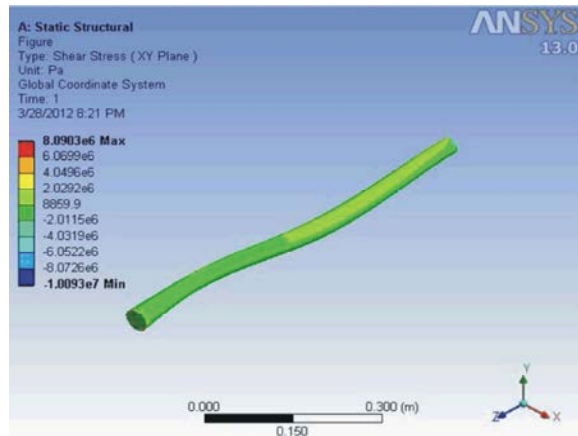 A: Static Structural
Figure
Type: Shear Stress ( XY Plane )
Unit: Pa
Global Coordinate System
Time: 1
3/28/2012 8:21 PM
ANSYS
13.0
8.0903e6 Max
6.0699e6
4.0496e6
2.0292e6
8859.9
-2.0115e6
-4.0319e6
-6.0522e6
-8.0726e6
-1.0093e7 Min
Y
Z
X
0.000
0.300 (m)
0.150